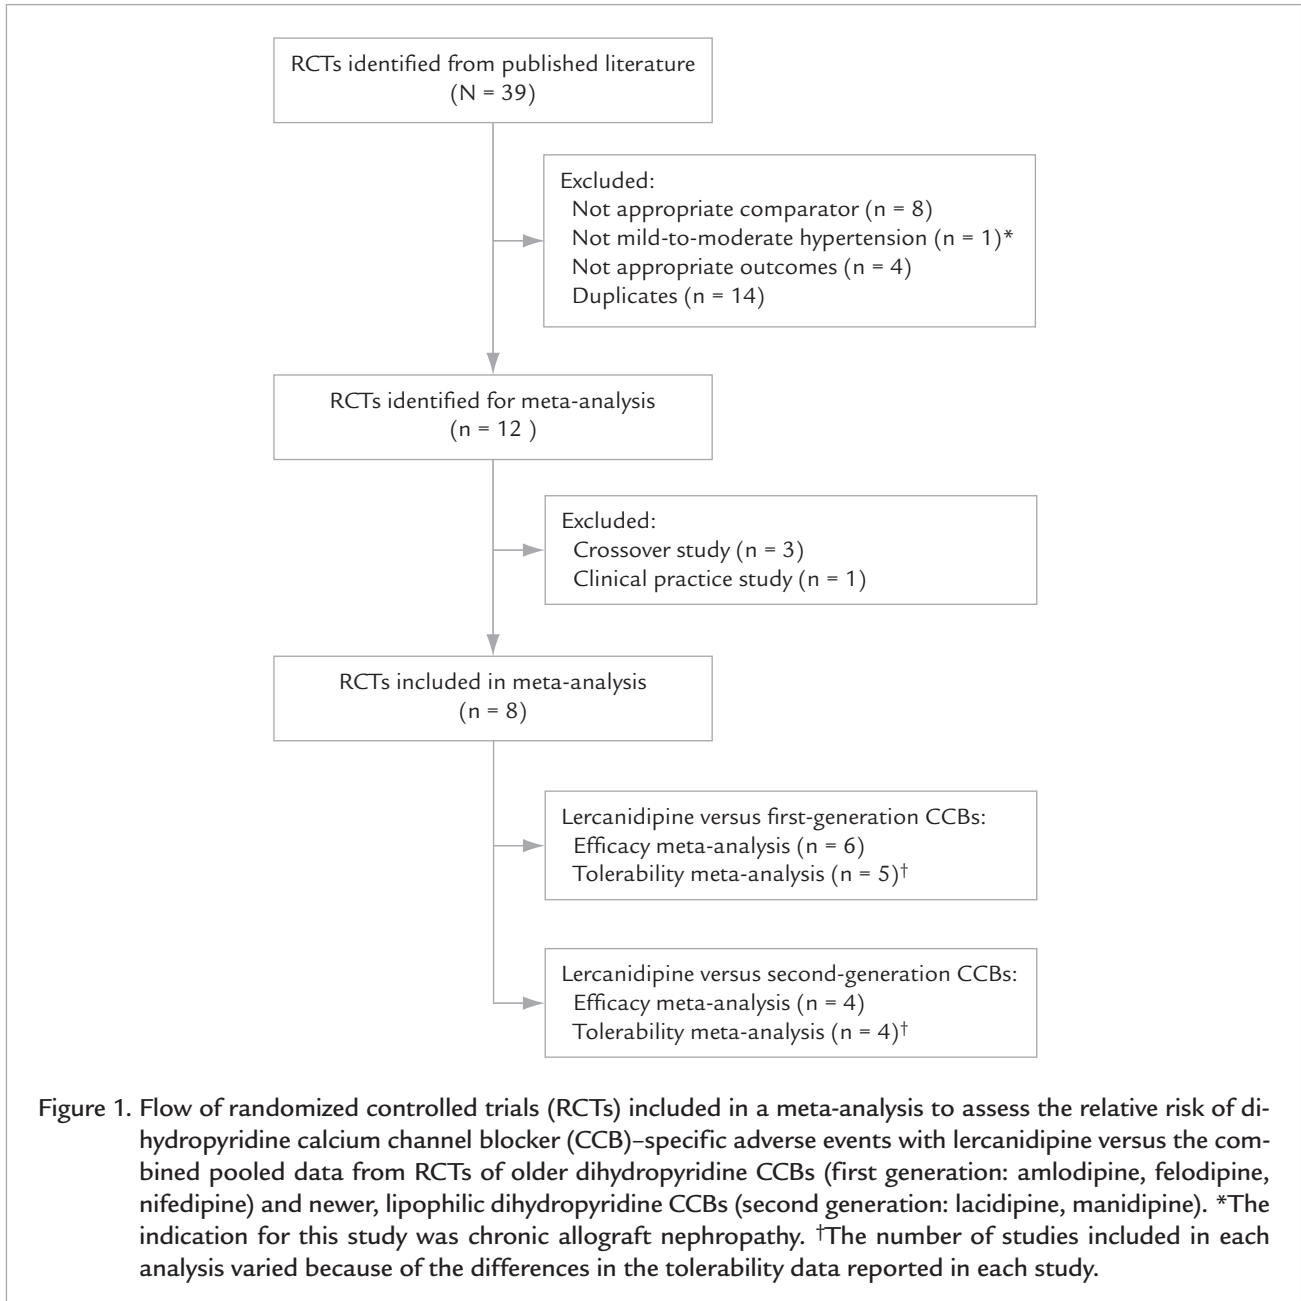 RCTs identified from published literature
(N = 39)
Excluded:
Not appropriate comparator (n = 8)
Not mild-to-moderate hypertension (n = 1)*
Not appropriate outcomes (n = 4)
Duplicates (n = 14)
RCTs identified for meta-analysis
(n = 12 )
Excluded:
Crossover study (n = 3)
Clinical practice study (n = 1)
RCTs included in meta-analysis
(n = 8)
Lercanidipine versus first-generation CCBs:
Efficacy meta-analysis (n = 6)
Tolerability meta-analysis (n = 5)†
Lercanidipine versus second-generation CCBs:
Efficacy meta-analysis (n = 4)
Tolerability meta-analysis (n = 4)†
Figure 1. Flow of randomized controlled trials (RCTs) included in a meta-analysis to assess the relative risk of di-
hydropyridine calcium channel blocker (CCB)–specific adverse events with lercanidipine versus the com-
bined pooled data from RCTs of older dihydropyridine CCBs (first generation: amlodipine, felodipine,
nifedipine) and newer, lipophilic dihydropyridine CCBs (second generation: lacidipine, manidipine). *The
indication for this study was chronic allograft nephropathy. †The number of studies included in each
analysis varied because of the differences in the tolerability data reported in each study.